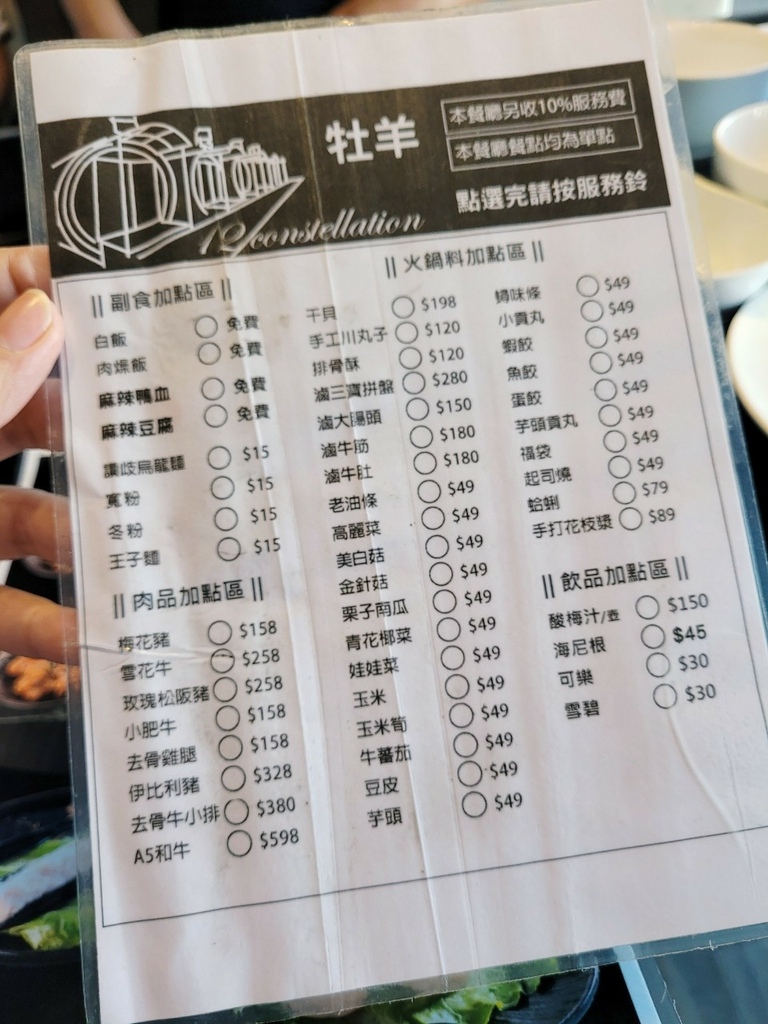 牡羊
本餐廳另收10%服務費
本餐廳餐點均為單點
點選完請按服務鈴
12 constellation
|| 副食加點區 ||
白飯 ○ 免費
肉燥飯 ○ 免費
麻辣鴨血 ○ 免費
麻辣豆腐 ○ 免費
讚岐烏龍麵 ○ $15
寬粉 ○ $15
冬粉 ○ $15
王子麵 ○ $15
|| 肉品加點區 ||
梅花豬 ○ $158
雪花牛 ○ $258
玫瑰松阪豬 ○ $258
小肥牛 ○ $158
去骨雞腿 ○ $158
伊比利豬 ○ $328
去骨牛小排 ○ $380
A5和牛 ○ $598
|| 火鍋料加點區 ||
干貝 ○ $198
手工川丸子 ○ $120
排骨酥 ○ $120
滷三寶拼盤 ○ $280
滷大腸頭 ○ $150
滷牛筋 ○ $180
滷牛肚 ○ $180
老油條 ○ $49
高麗菜 ○ $49
美白菇 ○ $49
金針菇 ○ $49
栗子南瓜 ○ $49
青花椰菜 ○ $49
娃娃菜 ○ $49
玉米 ○ $49
玉米筍 ○ $49
牛蕃茄 ○ $49
豆皮 ○ $49
芋頭 ○ $49
鱘味條 ○ $49
小貢丸 ○ $49
蝦餃 ○ $49
魚餃 ○ $49
蛋餃 ○ $49
芋頭貢丸 ○ $49
福袋 ○ $49
起司燒 ○ $49
蛤蜊 ○ $79
手打花枝漿 ○ $89
|| 飲品加點區 ||
酸梅汁/壺 ○ $150
海尼根 ○ $45
可樂 ○ $30
雪碧 ○ $30